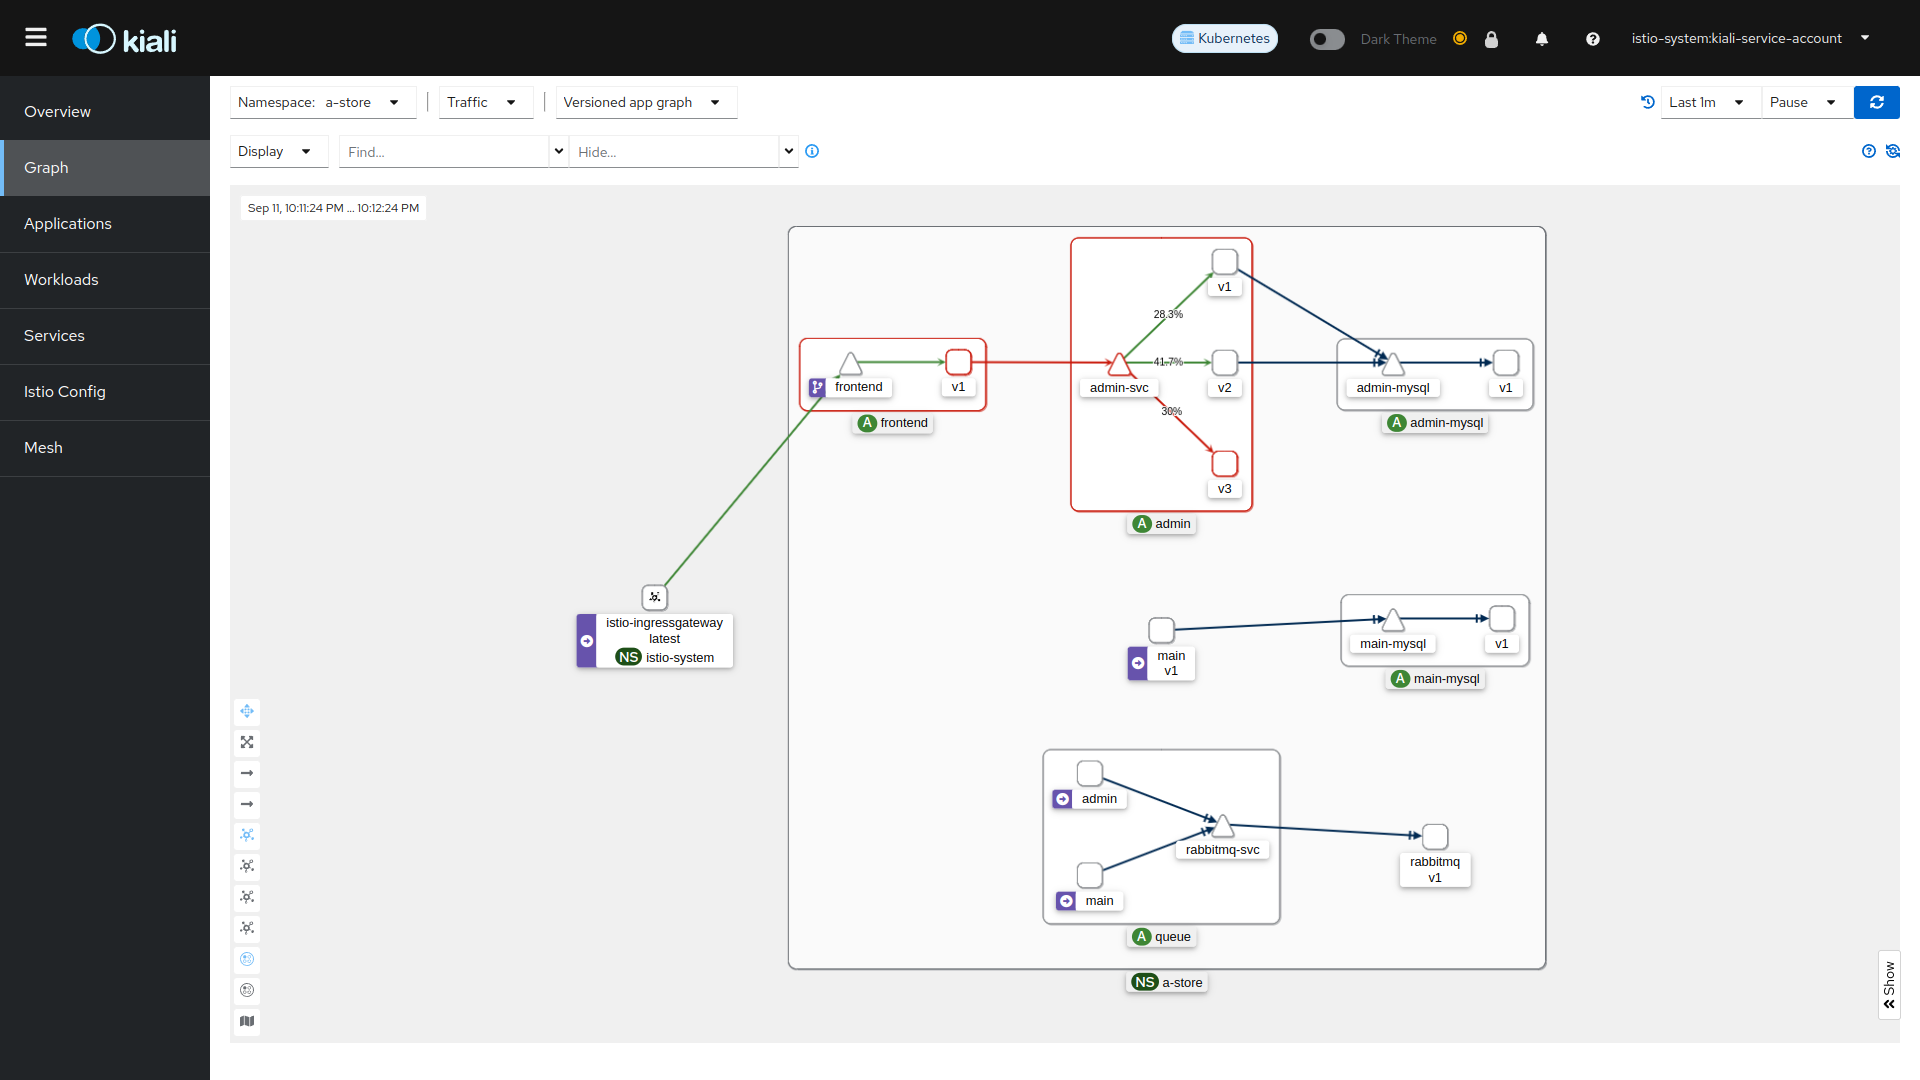 kiali
Kubernetes
Dark Theme
istio-system:kiali-service-account
Overview
Graph
Applications
Workloads
Services
Istio Config
Mesh
Namespace: a-store
Traffic
Versioned app graph
Last 1m
Pause
Display
Find...
Hide...
Sep 11, 10:11:24 PM ... 10:12:24 PM
v1
28.3%
41.7%
30%
frontend
v1
A frontend
admin-svc
v2
v3
A admin
admin-mysql
v1
A admin-mysql
istio-ingressgateway
latest
NS istio-system
main
v1
main-mysql
v1
A main-mysql
admin
rabbitmq-svc
main
A queue
rabbitmq
v1
NS a-store
Show